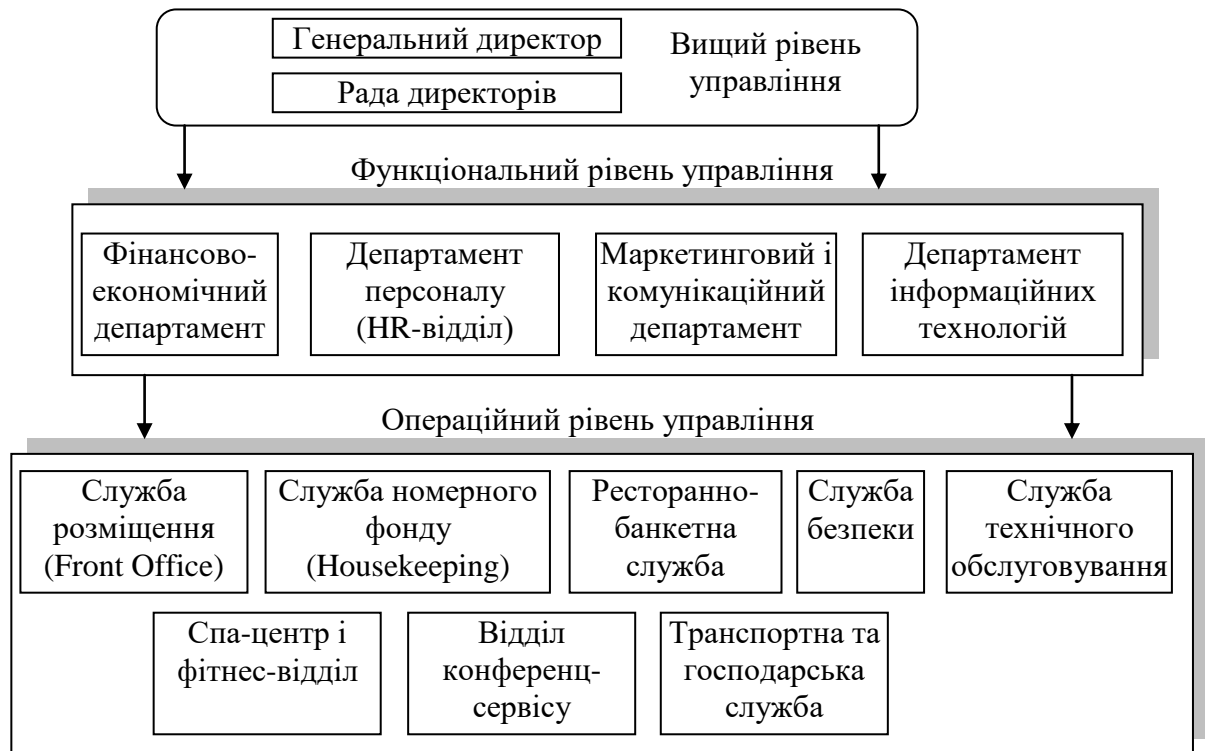 Генеральний директор
Рада директорів
Вищий рівень
управління
Функціональний рівень управління
Фінансово-
економічний
департамент
Департамент
персоналу
(HR-відділ)
Маркетинговий і
комунікаційний
департамент
Департамент
інформаційних
технологій
Операційний рівень управління
Служба
розміщення
(Front Office)
Служба номерного
фонду
(Housekeeping)
Ресторанно-
банкетна
служба
Служба
безпеки
Служба
технічного
обслуговування
Спа-центр і
фітнес-відділ
Відділ
конференц-
сервісу
Транспортна та
господарська
служба